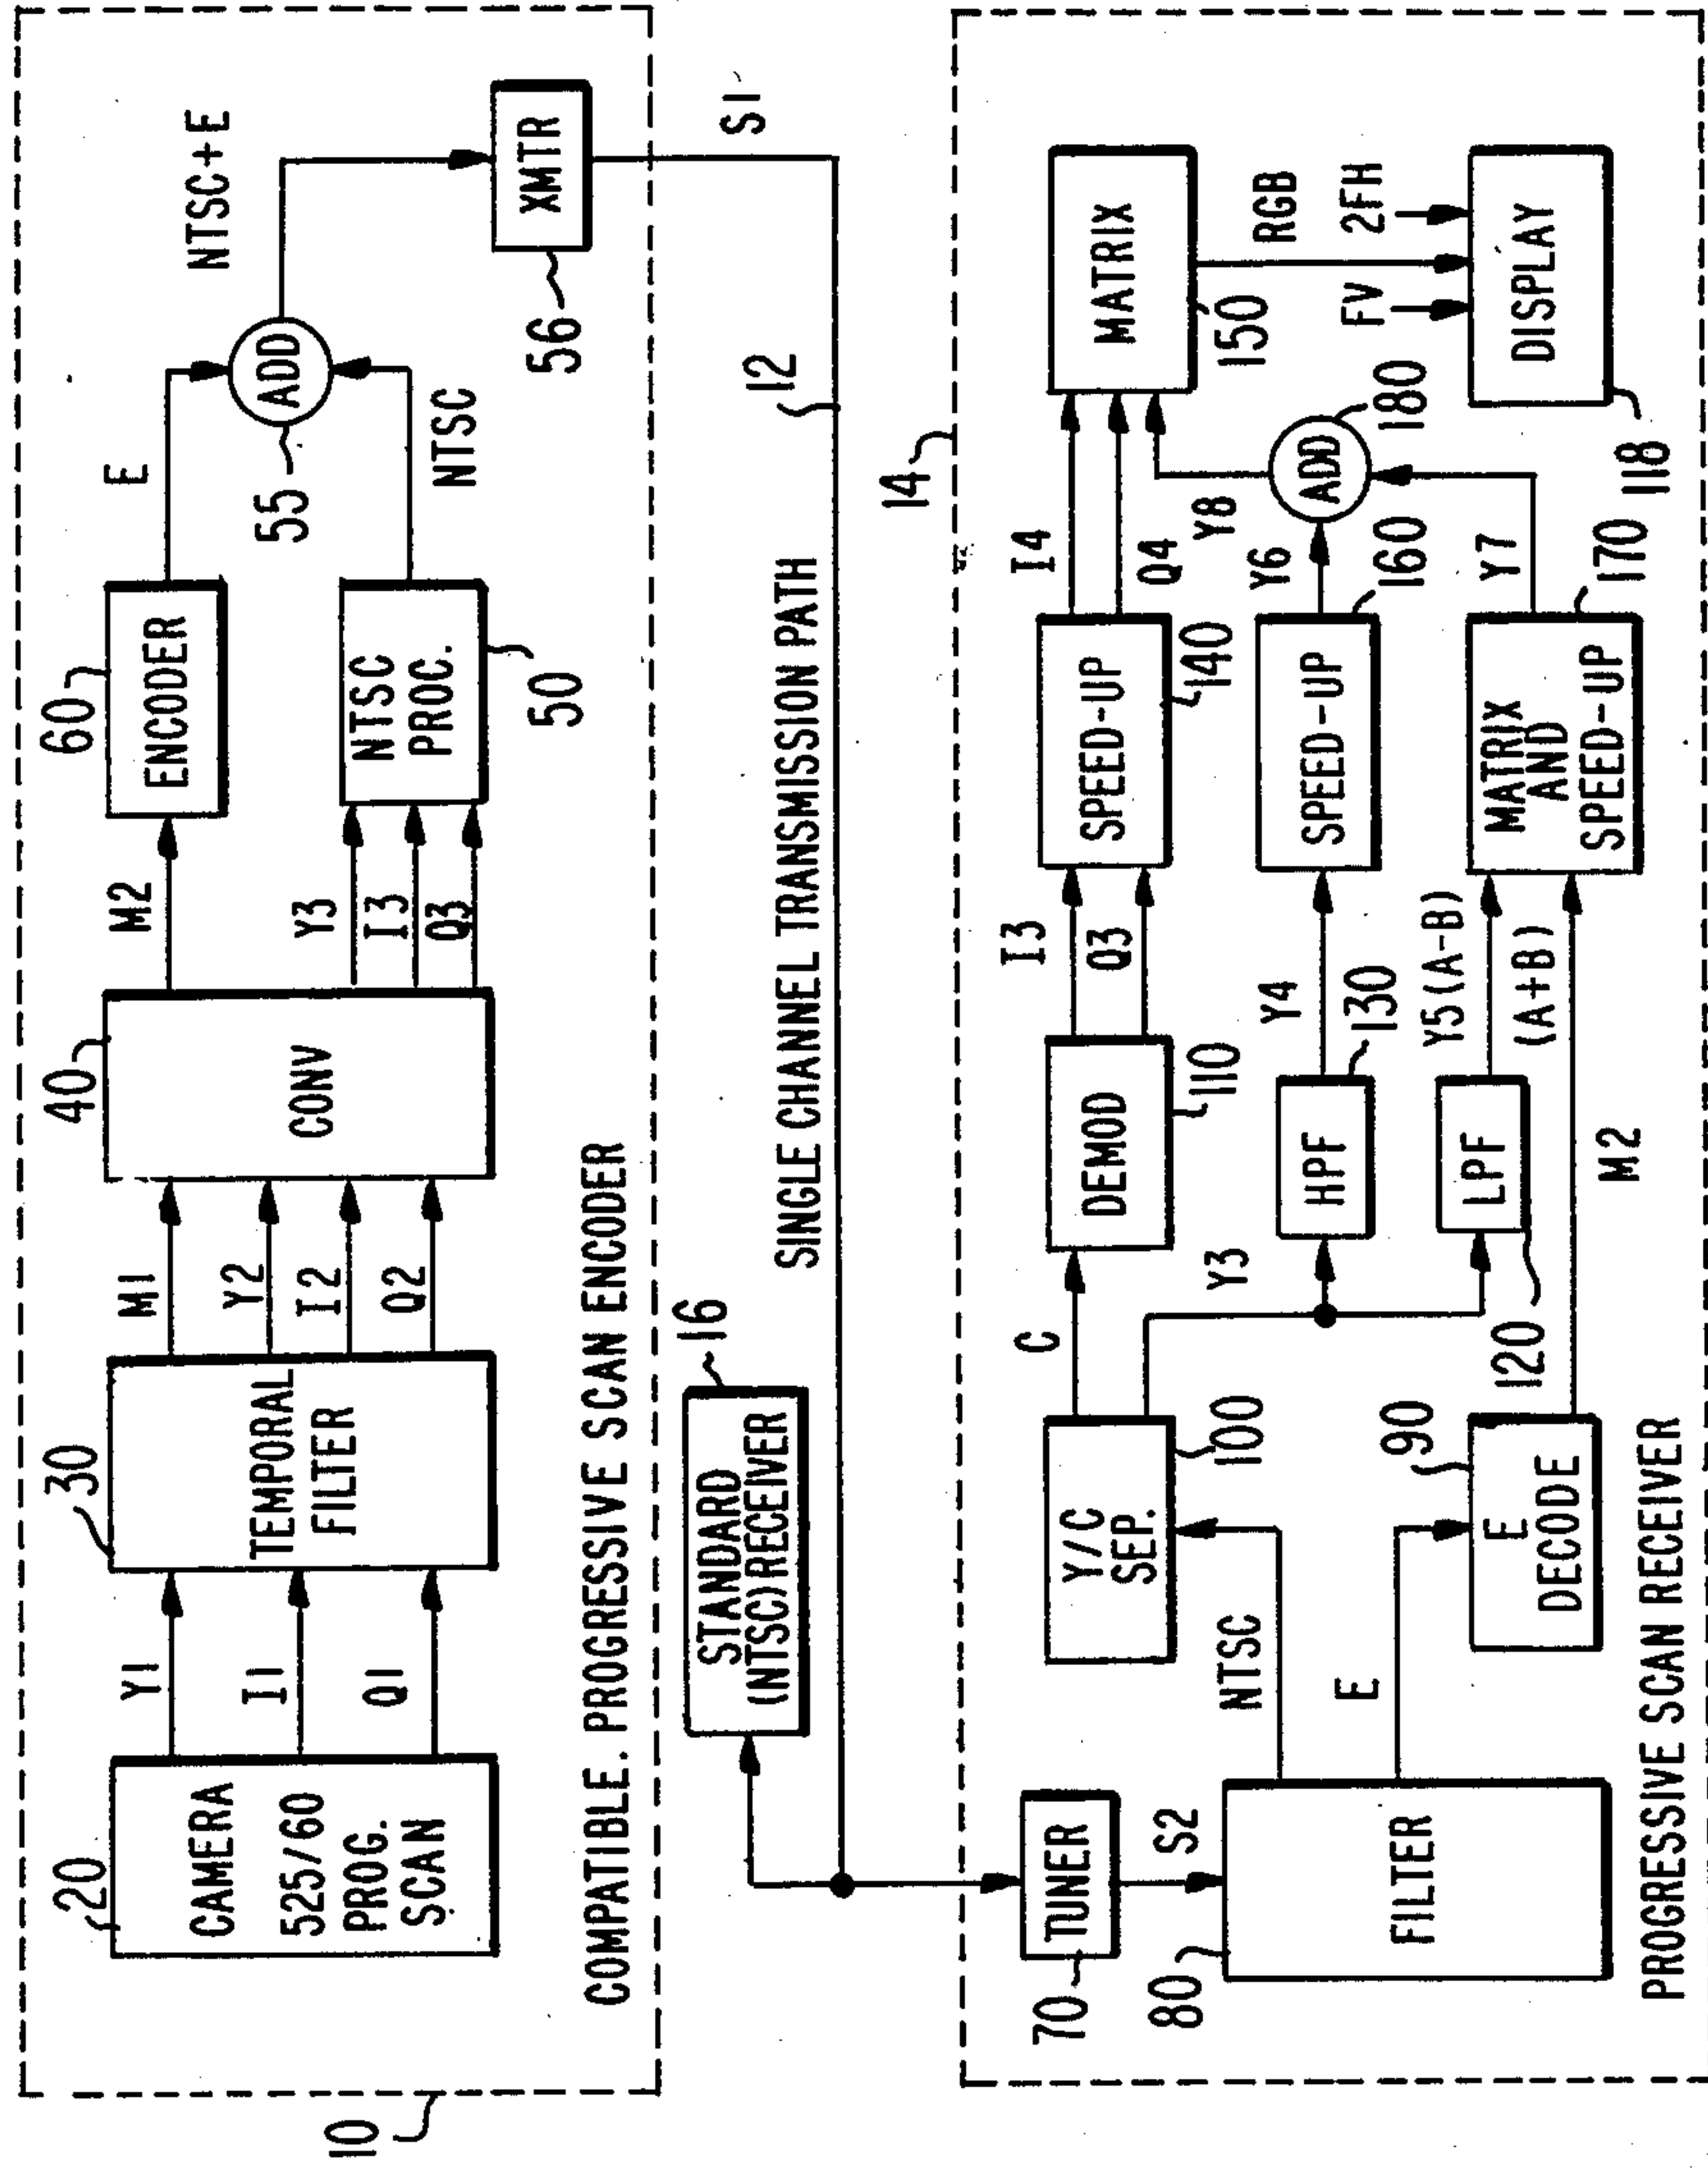 10
20
CAMERA
525/60
PROG.
SCAN
Y1
I1
Q1
30
TEMPORAL
FILTER
M1
Y2
I2
Q2
40
CONV
M2
Y3
I3
Q3
60
ENCODER
NTSC
PROC.
50
E
NTSC
ADD
55
NTSC+E
XMTR
56
S1
COMPATIBLE. PROGRESSIVE SCAN ENCODER
STANDARD
(NTSC) RECEIVER
16
SINGLE CHANNEL TRANSMISSION PATH
12
14
TUNER
70
S2
80
FILTER
NTSC
E
Y/C
SEP.
100
E
DECODE
90
C
Y3
DEMOD
110
HPF
130
LPF
120
M2
I3
Q3
Y4
Y5(A-B)
(A+B)
SPEED-UP
140
SPEED-UP
160
MATRIX
AND
SPEED-UP
170
I4
Q4
Y8
Y6
Y7
ADD
180
MATRIX
150
RGB
FV
2FH
DISPLAY
118
PROGRESSIVE SCAN RECEIVER